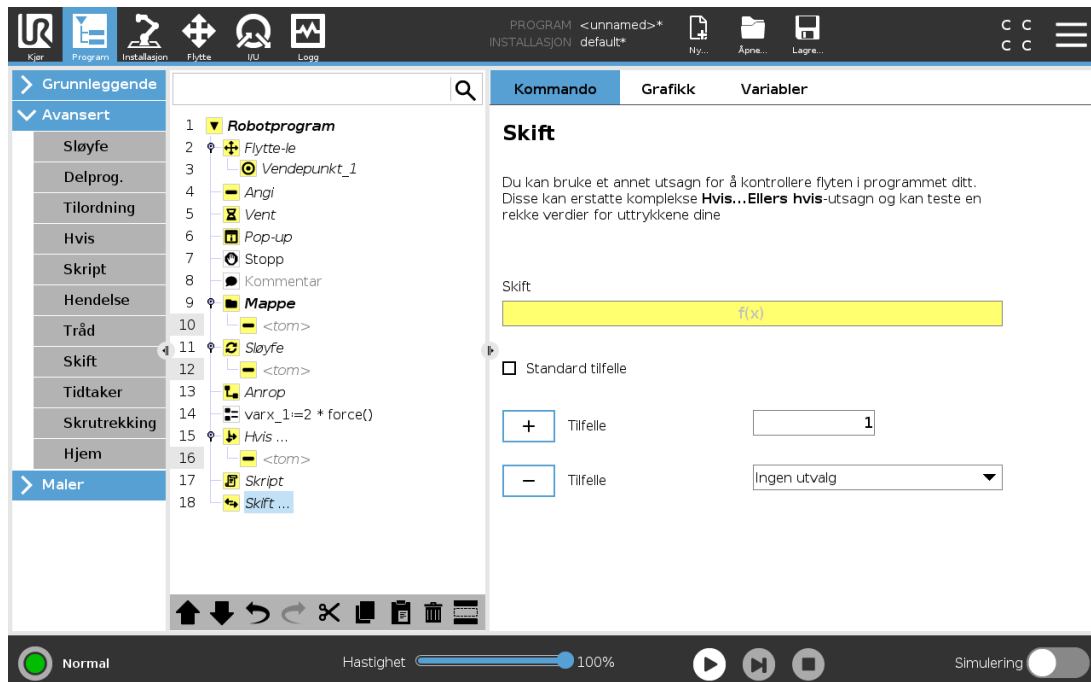 PROGRAM <unnamed>*
INSTALLASJON default*
Kjør
Program
Installasjon
Flytte
I/U
Logg
Ny...
Åpne...
Lagre...
C C
C C
Grunnleggende
Avansert
Sløyfe
Delprog.
Tilordning
Hvis
Skript
Hendelse
Tråd
Skift
Tidtaker
Skrutrekking
Hjem
Maler
1 Robotprogram
2 Flytte-le
3 Vendepunkt_1
4 Angi
5 Vent
6 Pop-up
7 Stopp
8 Kommentar
9 Mappe
10 <tom>
11 Sløyfe
12 <tom>
13 Anrop
14 varx_1:=2 * force()
15 Hvis ...
16 <tom>
17 Skript
18 Skift ...
Kommando
Grafikk
Variabler
Skift
Du kan bruke et annet utsagn for å kontrollere flyten i programmet ditt.
Disse kan erstatte komplekse Hvis...Ellers hvis-utsagn og kan teste en
rekke verdier for uttrykkene dine
Skift
f(x)
Standard tilfelle
+ Tilfelle 1
− Tilfelle Ingen utvalg
Normal
Hastighet 100%
Simulering